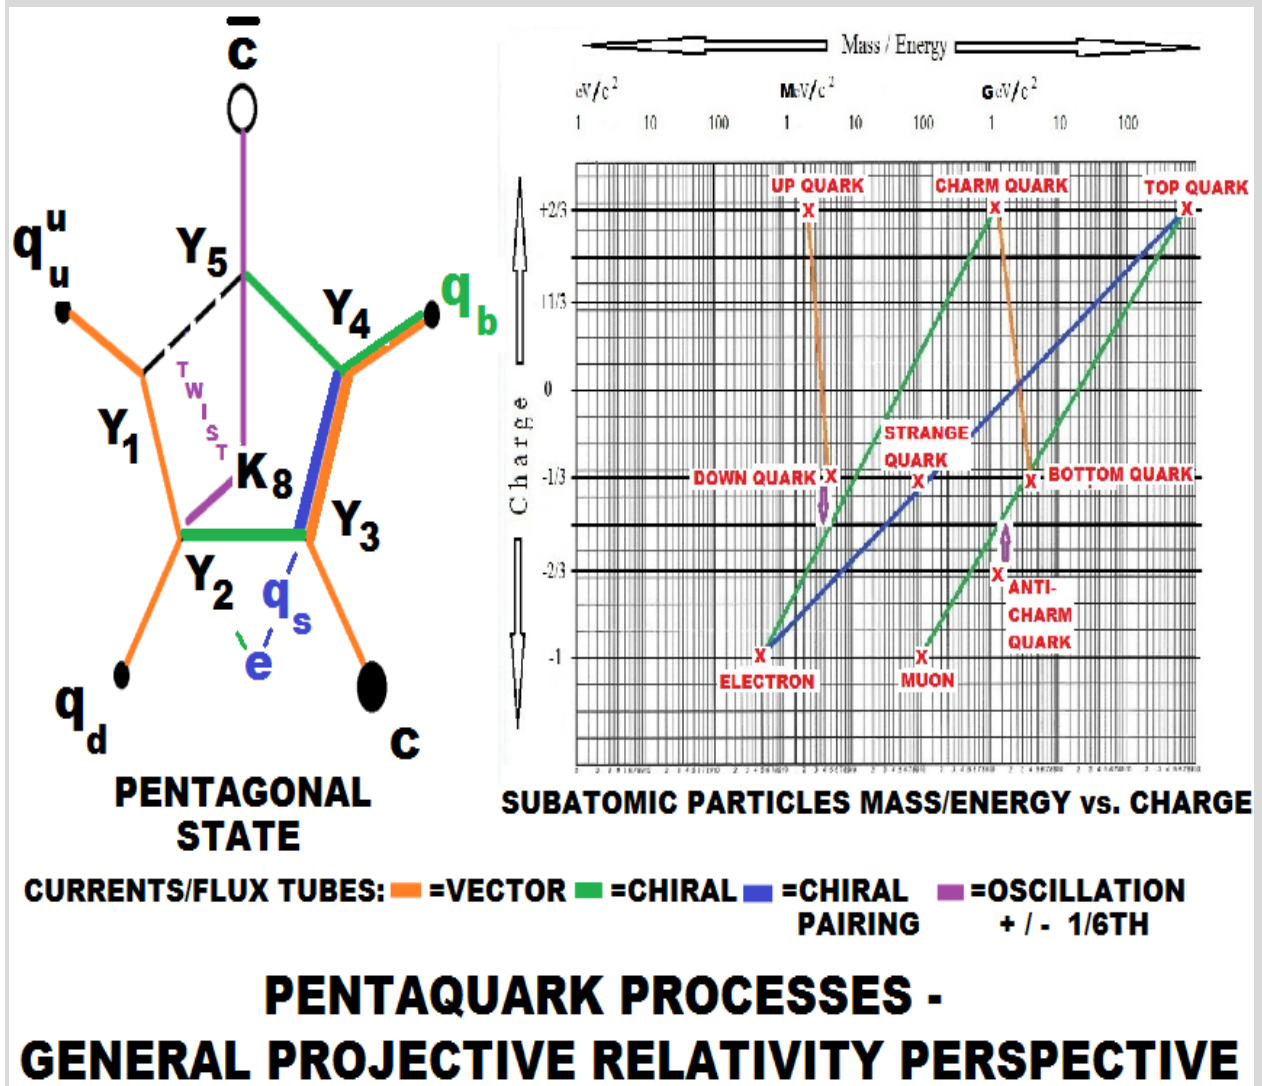 c̅
q u u
Y5
Y4
q b
T
W
I
S
T
Y1
K8
Y3
Y2
q s
e
q d
c
PENTAGONAL
STATE
Mass / Energy
eV/c²
MeV/c²
GeV/c²
1 10 100 1 10 100 1 10 100
UP QUARK
CHARM QUARK
TOP QUARK
+2/3
0
Charge
STRANGE
QUARK
-1/3
DOWN QUARK
BOTTOM QUARK
-2/3
ANTI-
CHARM
QUARK
-1
ELECTRON
MUON
SUBATOMIC PARTICLES MASS/ENERGY vs. CHARGE
CURRENTS/FLUX TUBES: =VECTOR =CHIRAL =CHIRAL PAIRING =OSCILLATION + / - 1/6TH
PENTAQUARK PROCESSES -
GENERAL PROJECTIVE RELATIVITY PERSPECTIVE